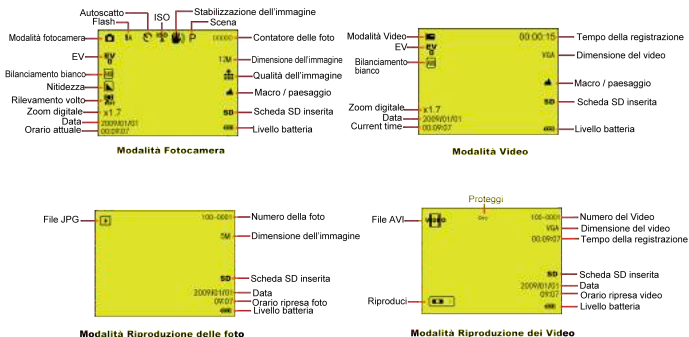 Autoscatto
Flash
ISO
Stabilizzazione dell'immagine
Scena
Modalità fotocamera
EV
Bilanciamento bianco
Nitidezza
Rilevamento volto
Zoom digitale
Data
Orario attuale
ISO
P
00000
EV
0
12M
x1.7
SD
2009/01/01
00:09:07
Contatore delle foto
Dimensione dell'immagine
Qualità dell'immagine
Macro / paesaggio
Scheda SD inserita
Livello batteria
Modalità Fotocamera
Modalità Video
EV
Bilanciamento
bianco
Zoom digitale
Data
Current time
00:00:15
EV
0
VGA
SD
x1.7
2009/01/01
00:09:07
Tempo della registrazione
Dimensione del video
Macro / paesaggio
Scheda SD inserita
Livello batteria
Modalità Video
File JPG
100-0001
5M
SD
2009/01/01
09:07
Numero della foto
Dimensione dell'immagine
Scheda SD inserita
Data
Orario ripresa foto
Livello batteria
Modalità Riproduzione delle foto
Proteggi
File AVI
Riproduci
VIDEO
100-0001
VGA
00:09:07
SD
2009/01/01
09:07
Numero del Video
Dimensione del video
Tempo della registrazione
Scheda SD inserita
Data
Orario ripresa video
Livello batteria
Modalità Riproduzione dei Video